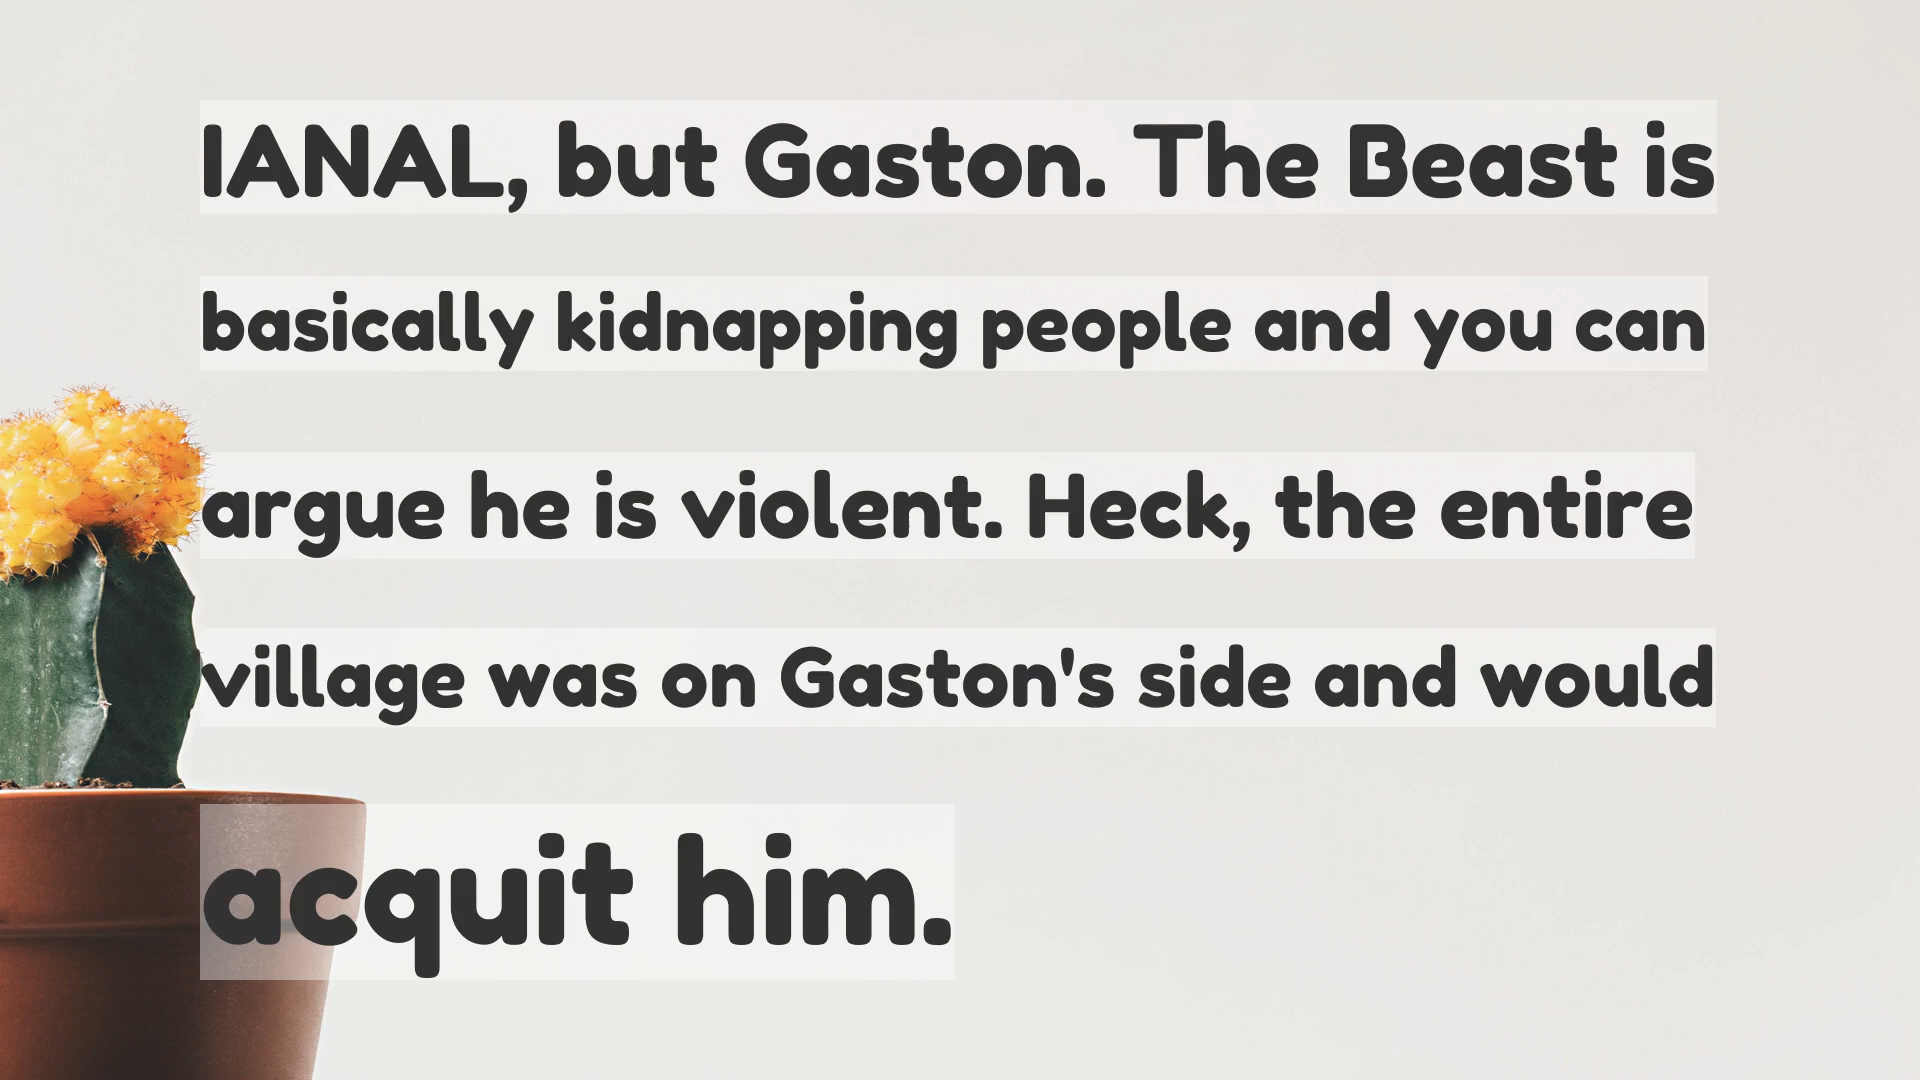 IANAL, but Gaston. The Beast is
basically kidnapping people and you can
argue he is violent. Heck, the entire
village was on Gaston's side and would
acquit him.